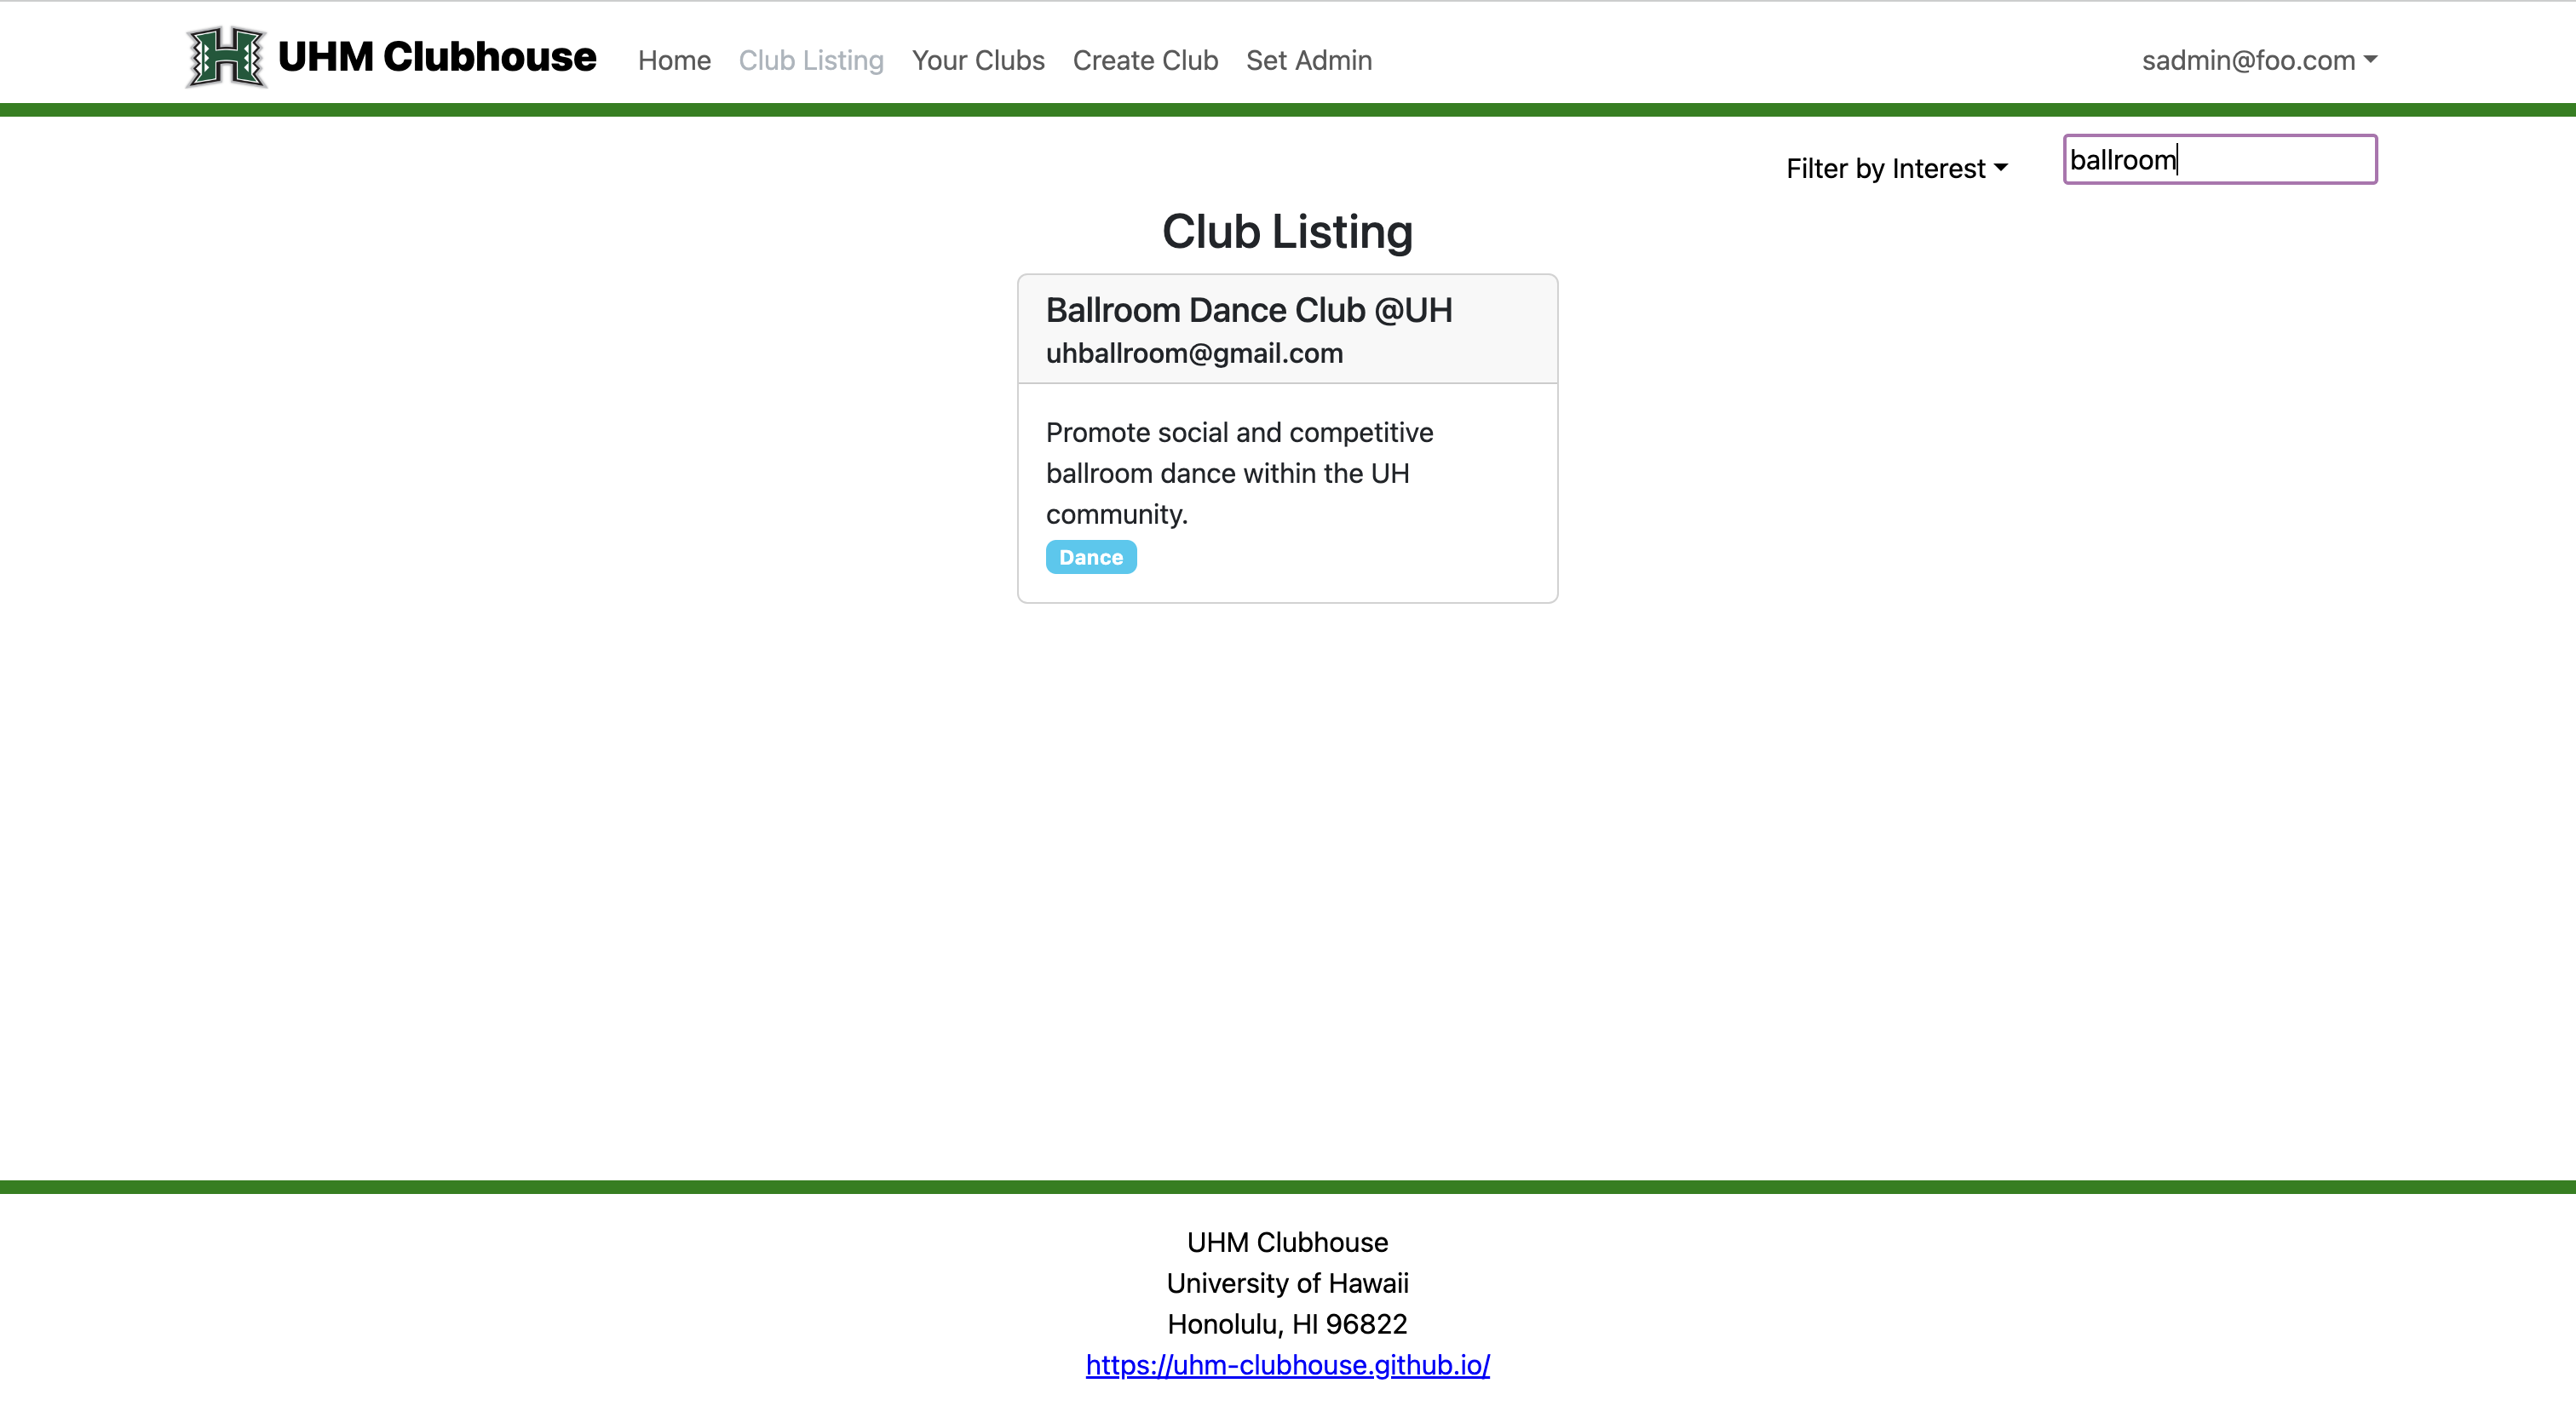 UHM Clubhouse Home Club Listing Your Clubs Create Club Set Admin sadmin@foo.com
Filter by Interest ballroom
Club Listing
Ballroom Dance Club @UH
uhballroom@gmail.com
Promote social and competitive
ballroom dance within the UH
community.
Dance
UHM Clubhouse
University of Hawaii
Honolulu, HI 96822
https://uhm-clubhouse.github.io/